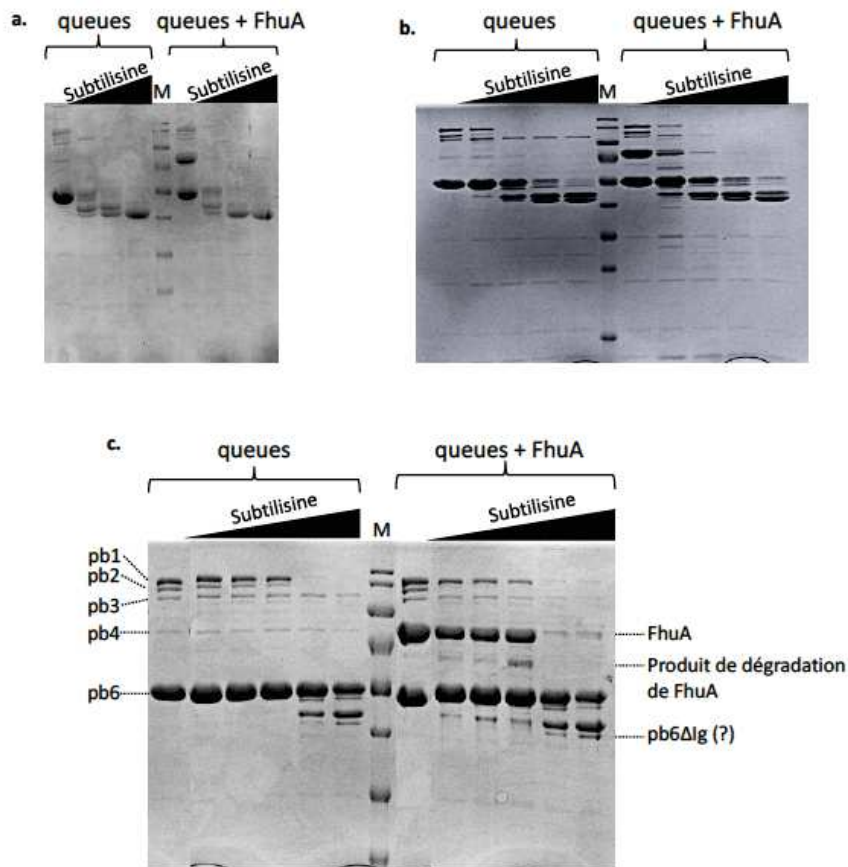 a.
queues
queues + FhuA
Subtilisine
M
Subtilisine
b.
queues
queues + FhuA
Subtilisine
M
Subtilisine
c.
queues
queues + FhuA
Subtilisine
M
Subtilisine
pb1
pb2
pb3
pb4
pb6
FhuA
Produit de dégradation
de FhuA
pb6ΔIg (?)